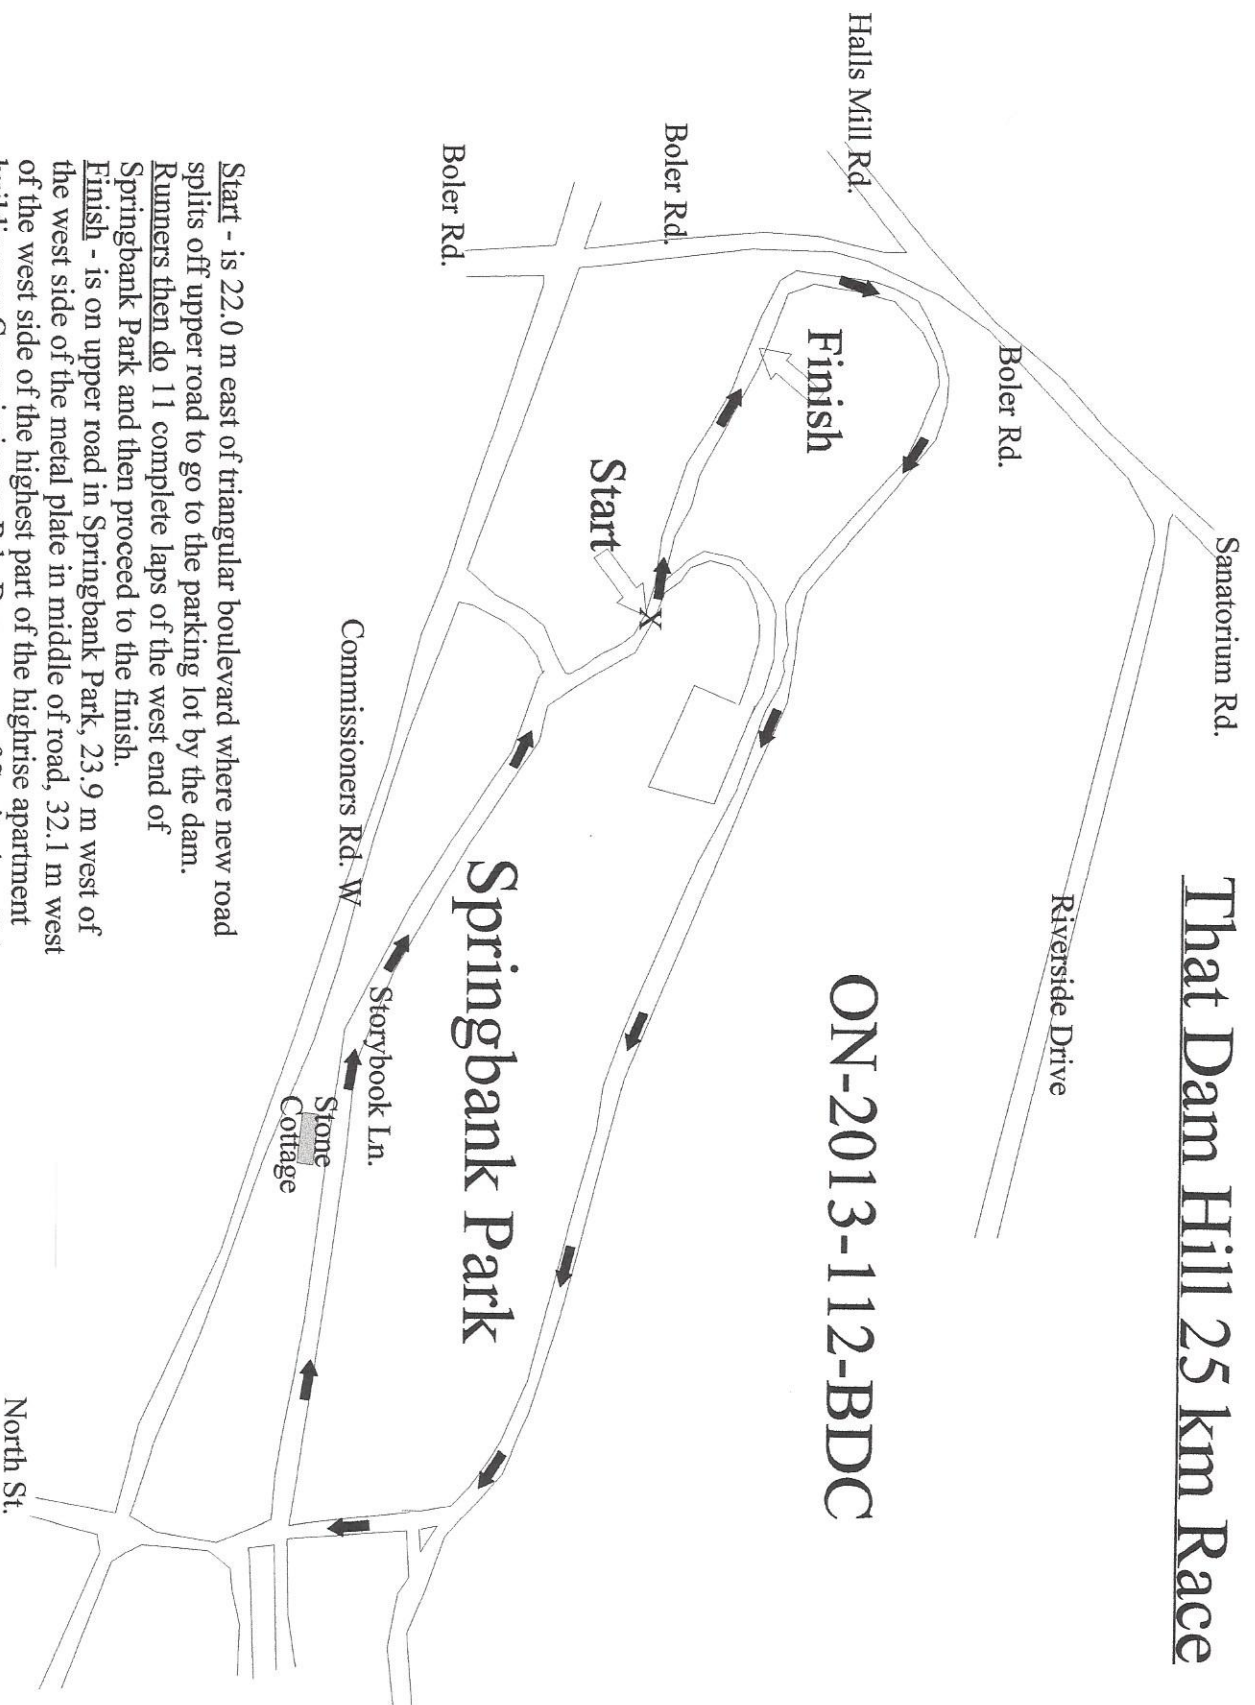 That Dam Hill 25 km Race
Sanatorium Rd.
Halls Mill Rd.
Boler Rd.
Riverside Drive
ON-2013-112-BDC
Boler Rd.
Finish
Start
X
Boler Rd.
Springbank Park
Storybook Ln.
Commissioners Rd. W
Stone
Cottage
North St.
Start - is 22.0 m east of triangular boulevard where new road
splits off upper road to go to the parking lot by the dam.
Runners then do 11 complete laps of the west end of
Springbank Park and then proceed to the finish.
Finish - is on upper road in Springbank Park, 23.9 m west of
the west side of the metal plate in middle of road, 32.1 m west
of the west side of the highest part of the highrise apartment